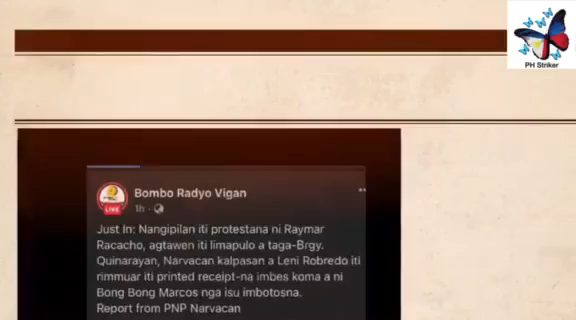 PH Striker
Bombo Radyo Vigan
LIVE
1h ·
Just In: Nangipilan iti protestana ni Raymar
Racacho, agtawen iti limapulo a taga-Brgy.
Quinarayan, Narvacan kalpasan a Leni Robredo iti
rimmuar iti printed receipt-na imbes koma a ni
Bong Bong Marcos nga isu imbotosna.
Report from PNP Narvacan